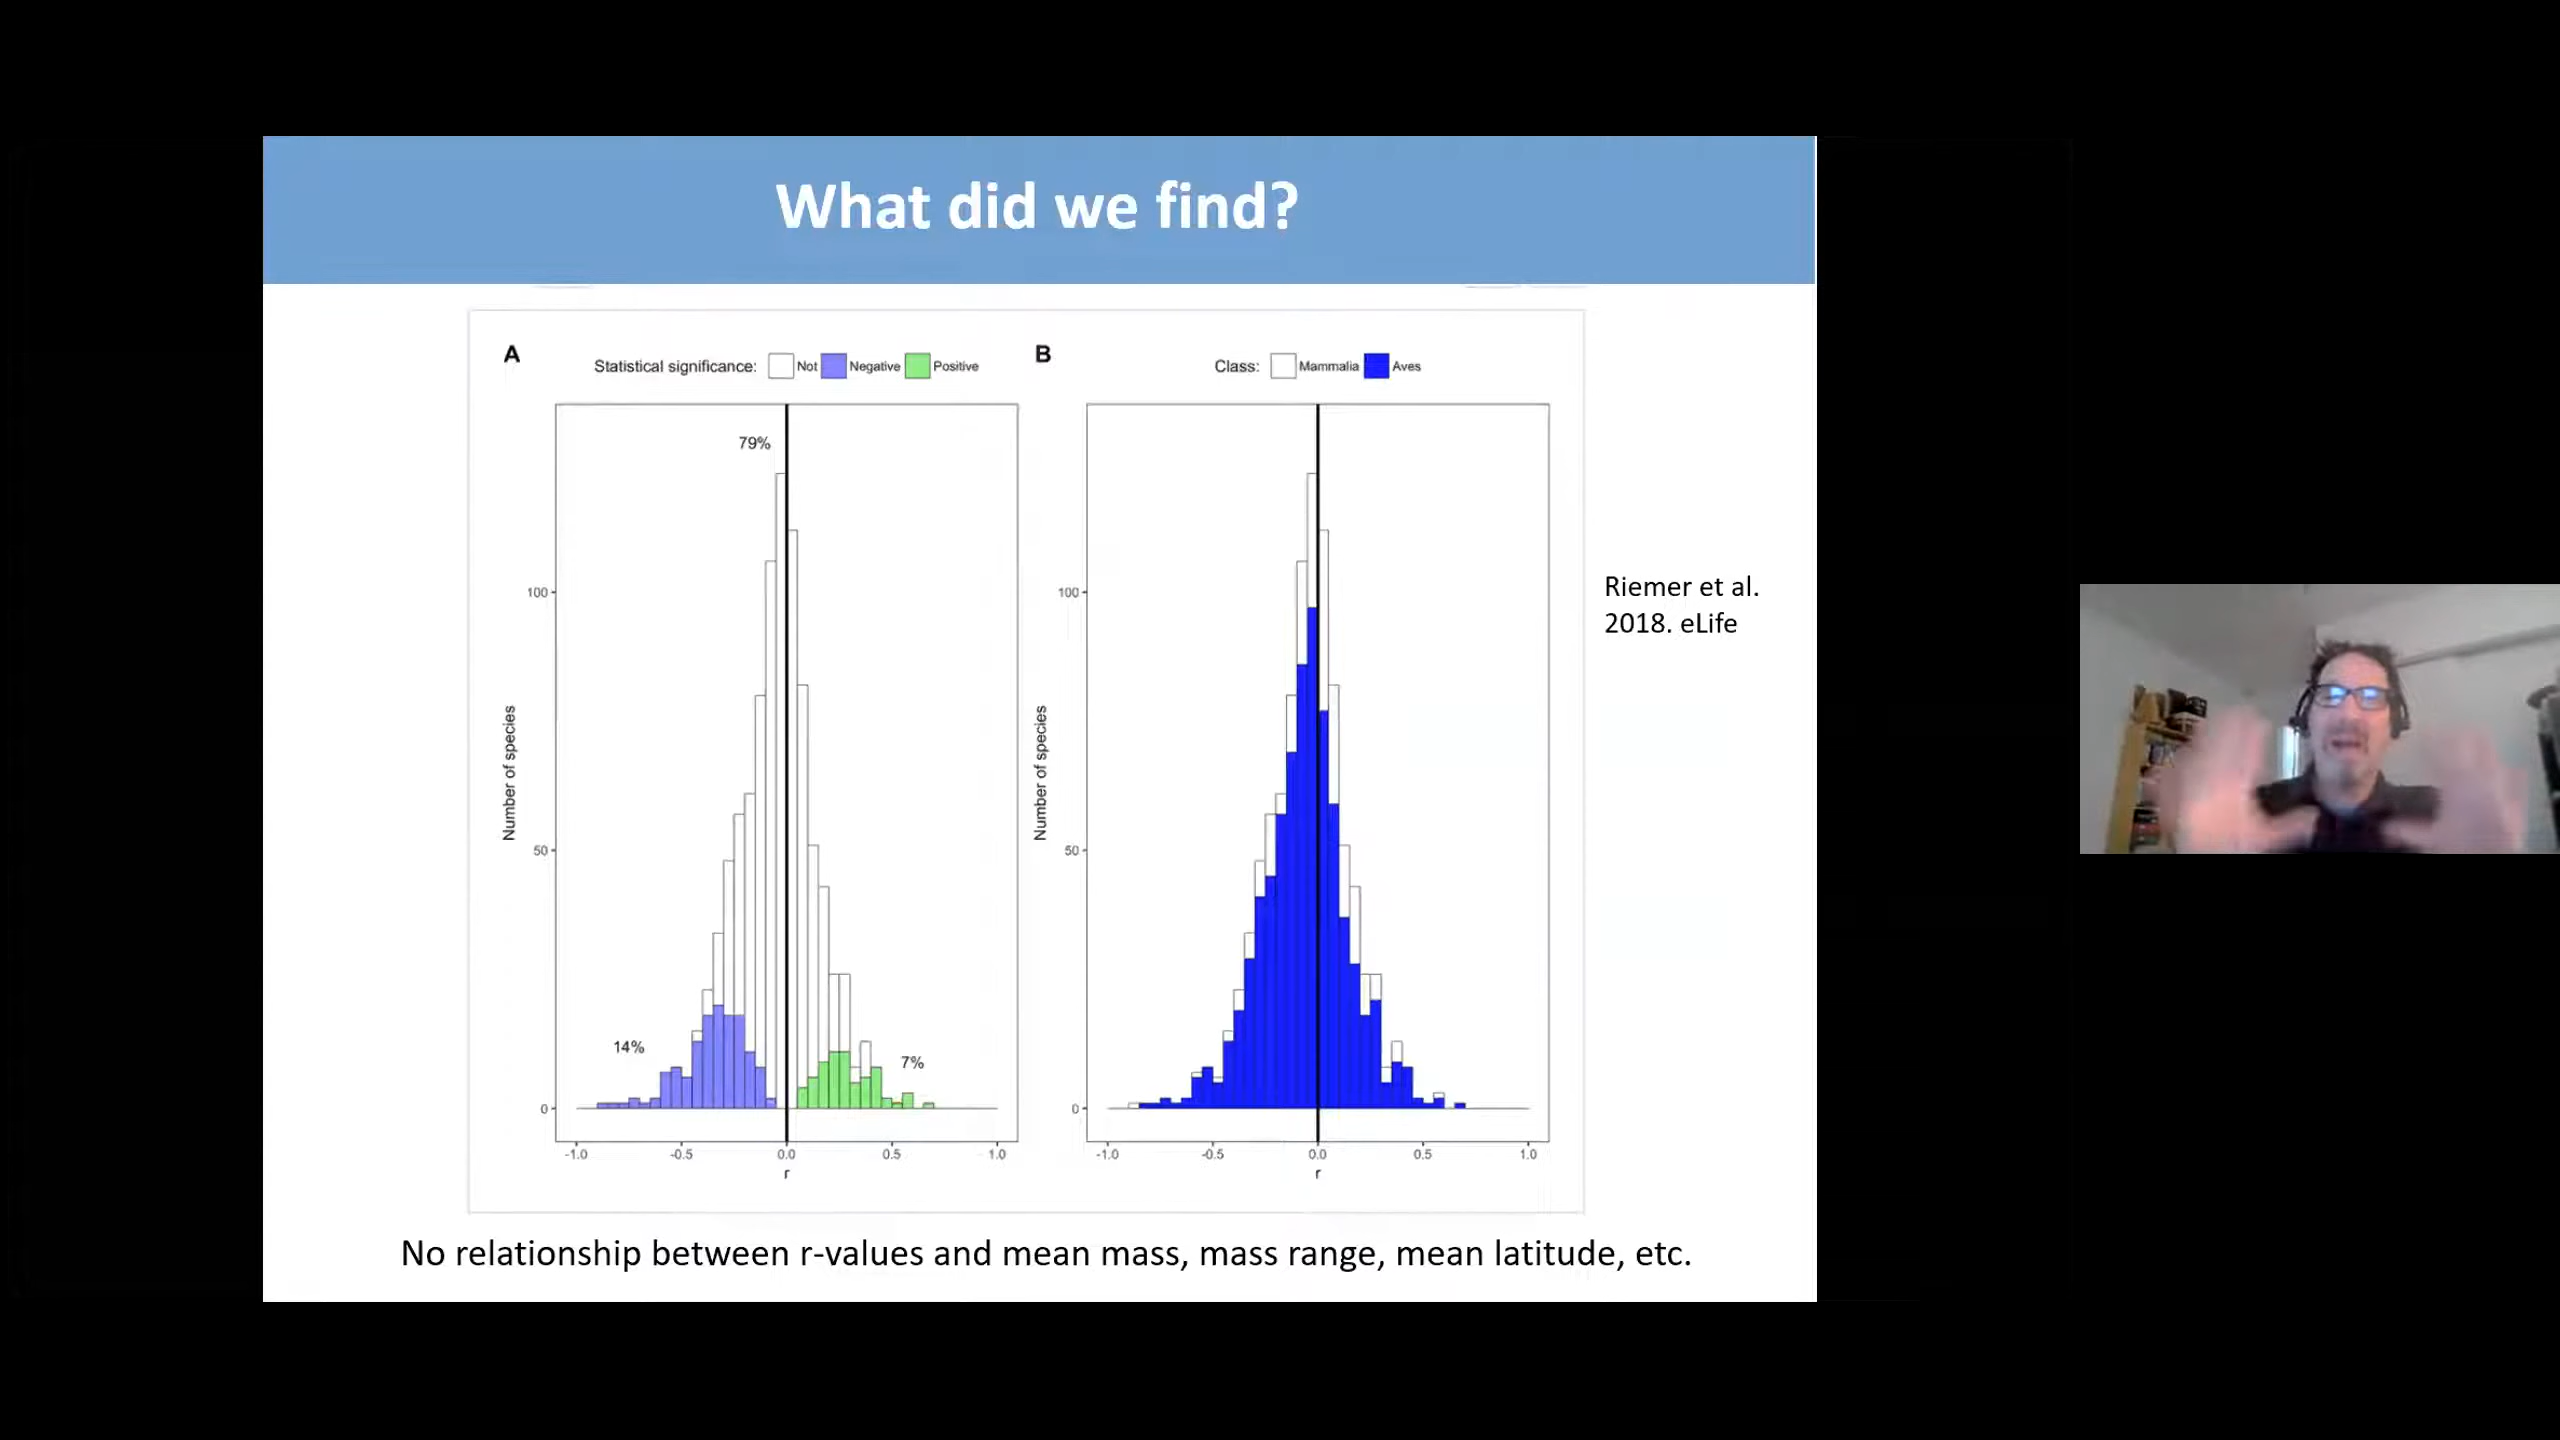 What did we find?
A
Statistical significance: Not Negative Positive
79%
100
50
0
14%
7%
Number of species
-1.0 -0.5 0.0 0.5 1.0
r
B
Class: Mammalia Aves
100
50
0
Number of species
-1.0 -0.5 0.0 0.5 1.0
r
Riemer et al.
2018. eLife
No relationship between r-values and mean mass, mass range, mean latitude, etc.